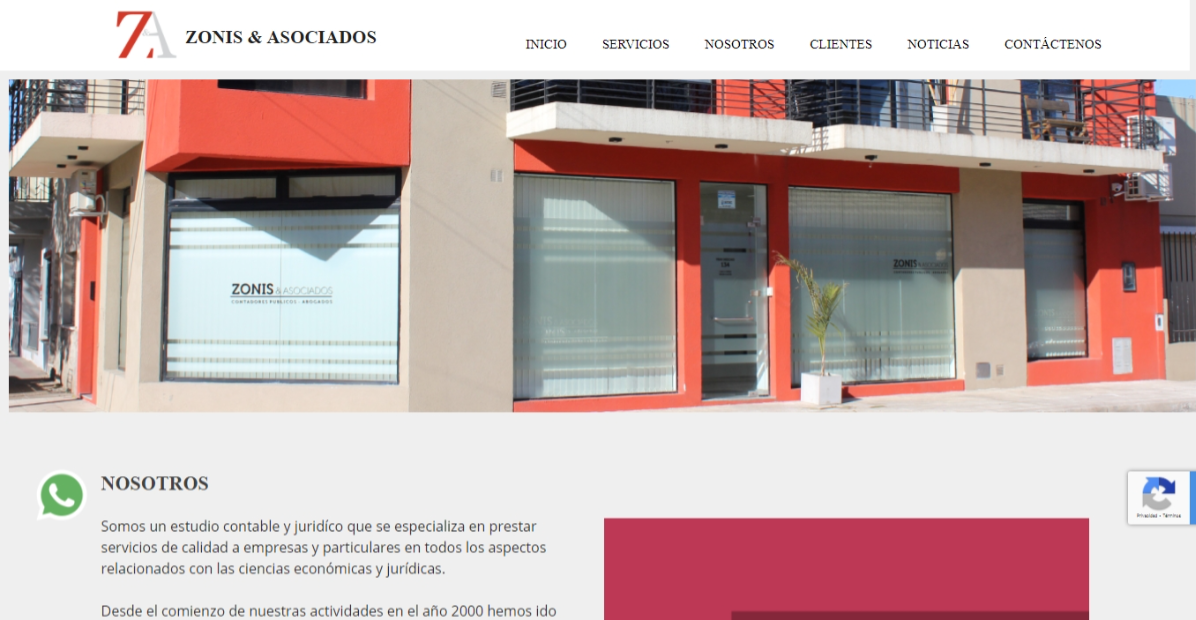 ZA
ZONIS & ASOCIADOS
INICIO
SERVICIOS
NOSOTROS
CLIENTES
NOTICIAS
CONTÁCTENOS
ZONIS & ASOCIADOS
CONTADORES PUBLICOS - ABOGADOS
ZONIS & ASOCIADOS
NOSOTROS
Somos un estudio contable y juridíco que se especializa en prestar
servicios de calidad a empresas y particulares en todos los aspectos
relacionados con las ciencias económicas y jurídicas.
Desde el comienzo de nuestras actividades en el año 2000 hemos ido
Privacidad - Términos